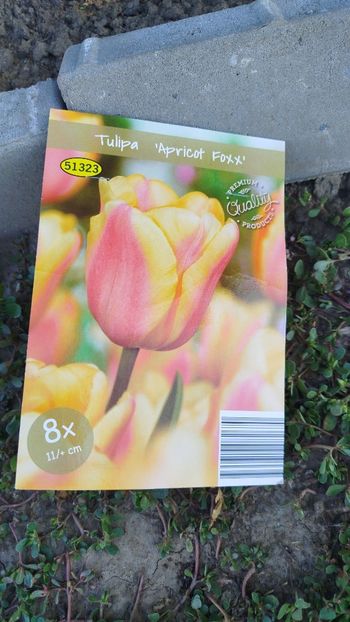 Tulipa 'Apricot Foxx'
51323
PREMIUM
Quality
PRODUCT
8x
11/+ cm